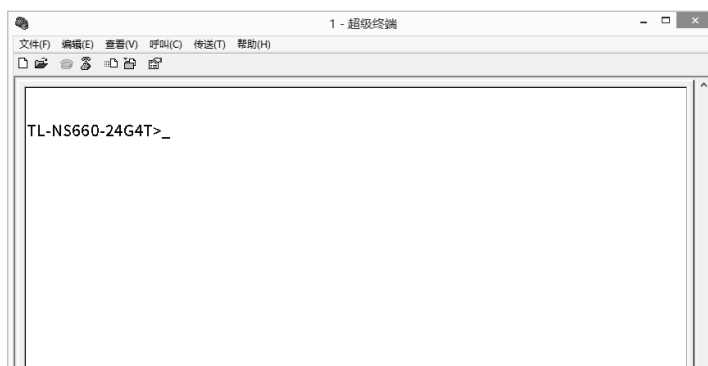 1 - 超级终端
文件(F) 编辑(E) 查看(V) 呼叫(C) 传送(T) 帮助(H)
TL-NS660-24G4T>_